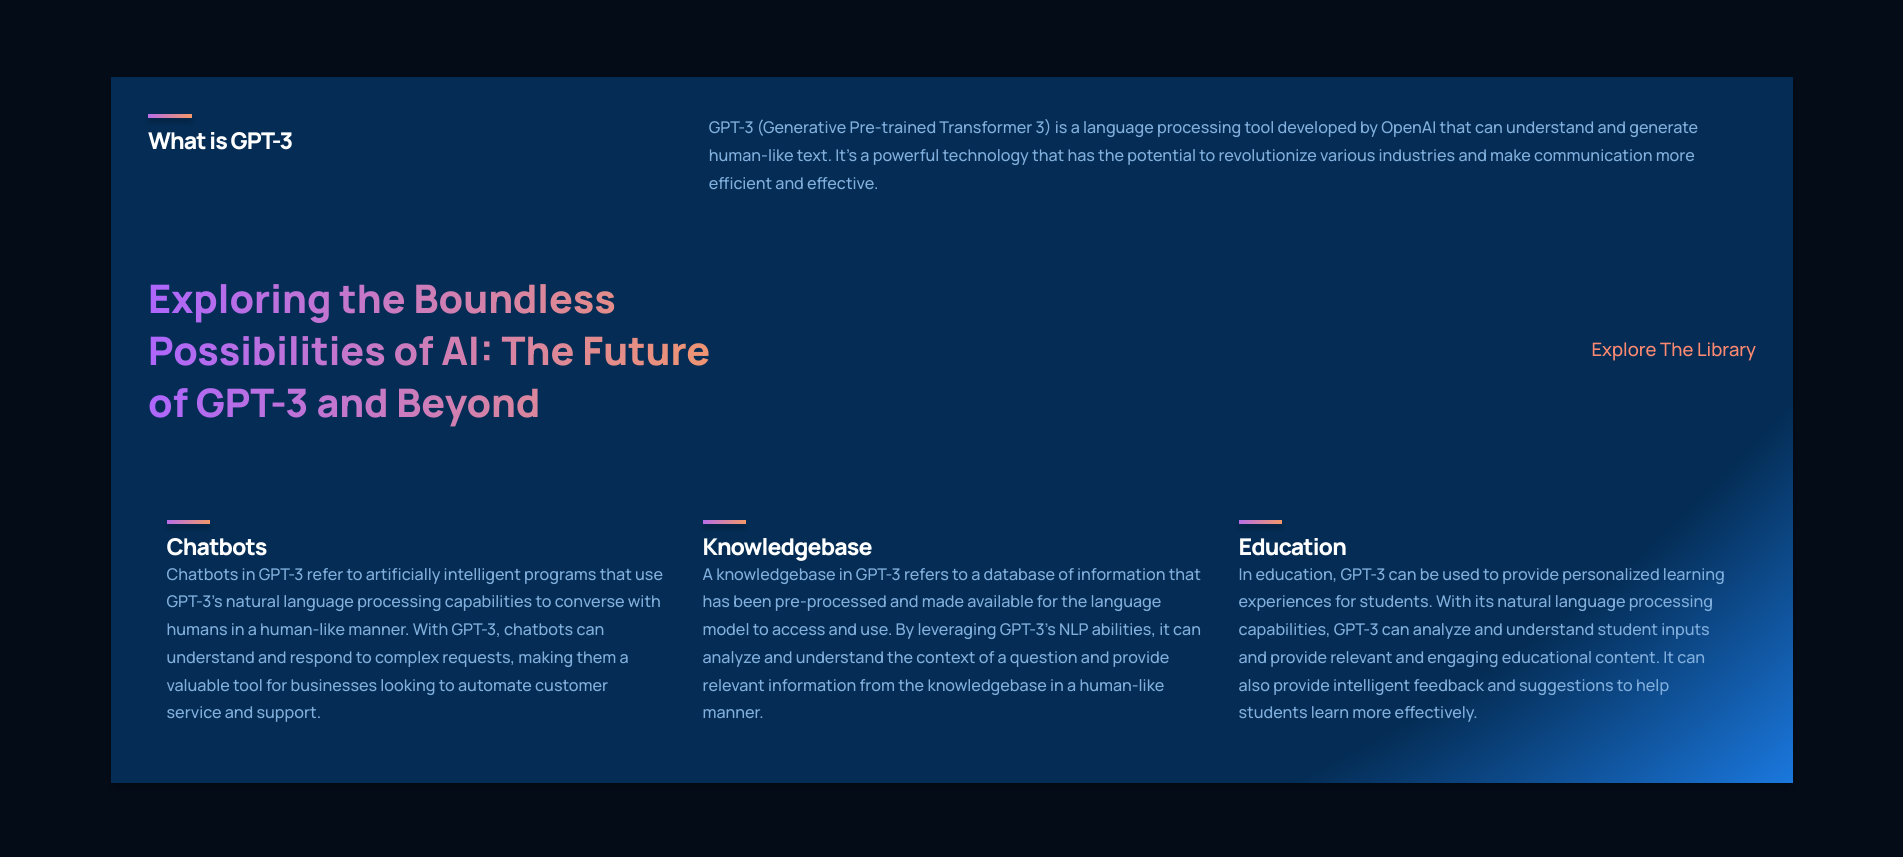 What is GPT-3
GPT-3 (Generative Pre-trained Transformer 3) is a language processing tool developed by OpenAI that can understand and generate
human-like text. It's a powerful technology that has the potential to revolutionize various industries and make communication more
efficient and effective.
Exploring the Boundless
Possibilities of AI: The Future
of GPT-3 and Beyond
Explore The Library
Chatbots
Chatbots in GPT-3 refer to artificially intelligent programs that use
GPT-3's natural language processing capabilities to converse with
humans in a human-like manner. With GPT-3, chatbots can
understand and respond to complex requests, making them a
valuable tool for businesses looking to automate customer
service and support.
Knowledgebase
A knowledgebase in GPT-3 refers to a database of information that
has been pre-processed and made available for the language
model to access and use. By leveraging GPT-3's NLP abilities, it can
analyze and understand the context of a question and provide
relevant information from the knowledgebase in a human-like
manner.
Education
In education, GPT-3 can be used to provide personalized learning
experiences for students. With its natural language processing
capabilities, GPT-3 can analyze and understand student inputs
and provide relevant and engaging educational content. It can
also provide intelligent feedback and suggestions to help
students learn more effectively.